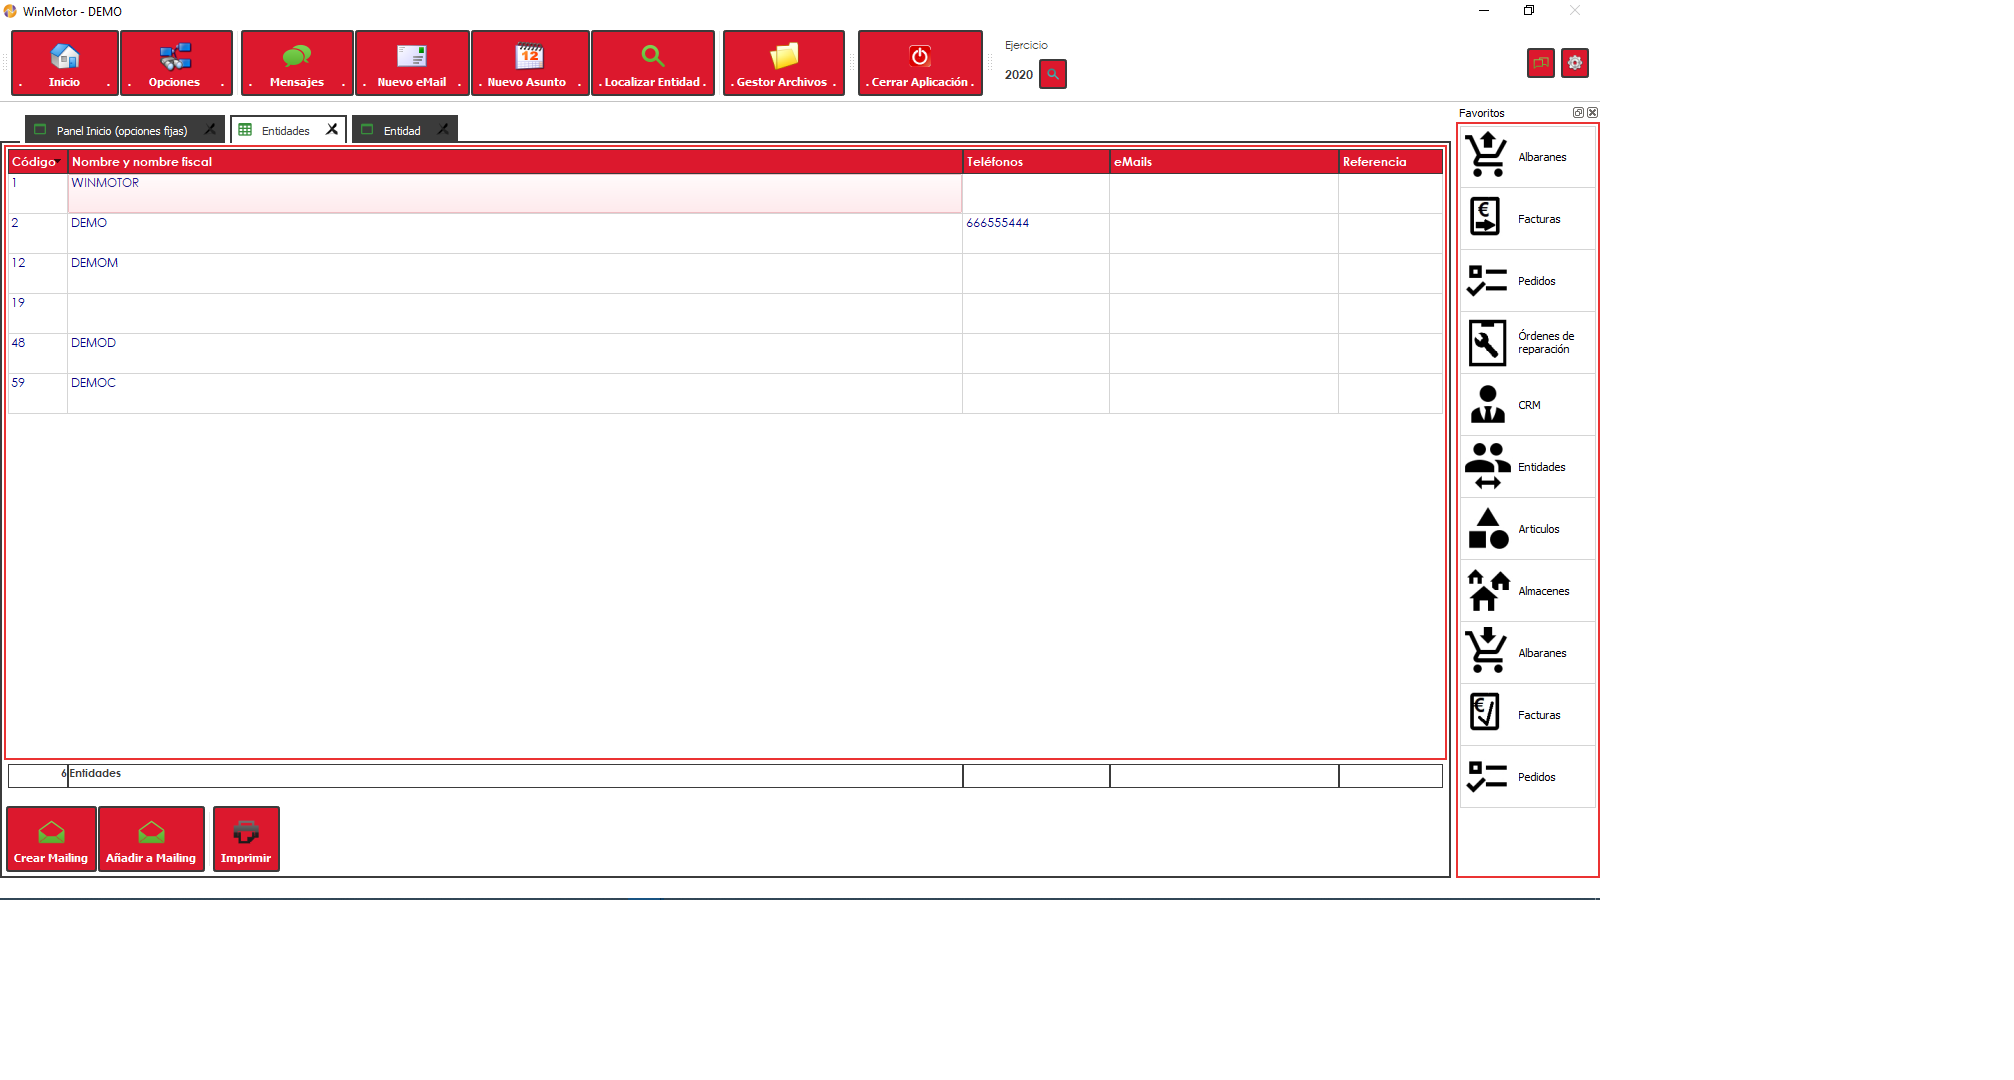 WinMotor - DEMO
. Inicio .
. Opciones .
. Mensajes .
. Nuevo eMail .
12
. Nuevo Asunto .
. Localizar Entidad .
. Gestor Archivos .
. Cerrar Aplicación .
Ejercicio
2020
Panel Inicio (opciones fijas)
Entidades
Entidad
Código
Nombre y nombre fiscal
Teléfonos
eMails
Referencia
1 WINMOTOR
2 DEMO 666555444
12 DEMOM
19
48 DEMOD
59 DEMOC
6 Entidades
Crear Mailing
Añadir a Mailing
Imprimir
Favoritos
Albaranes
€
Facturas
Pedidos
Órdenes de
reparación
CRM
Entidades
Articulos
Almacenes
Albaranes
€
Facturas
Pedidos